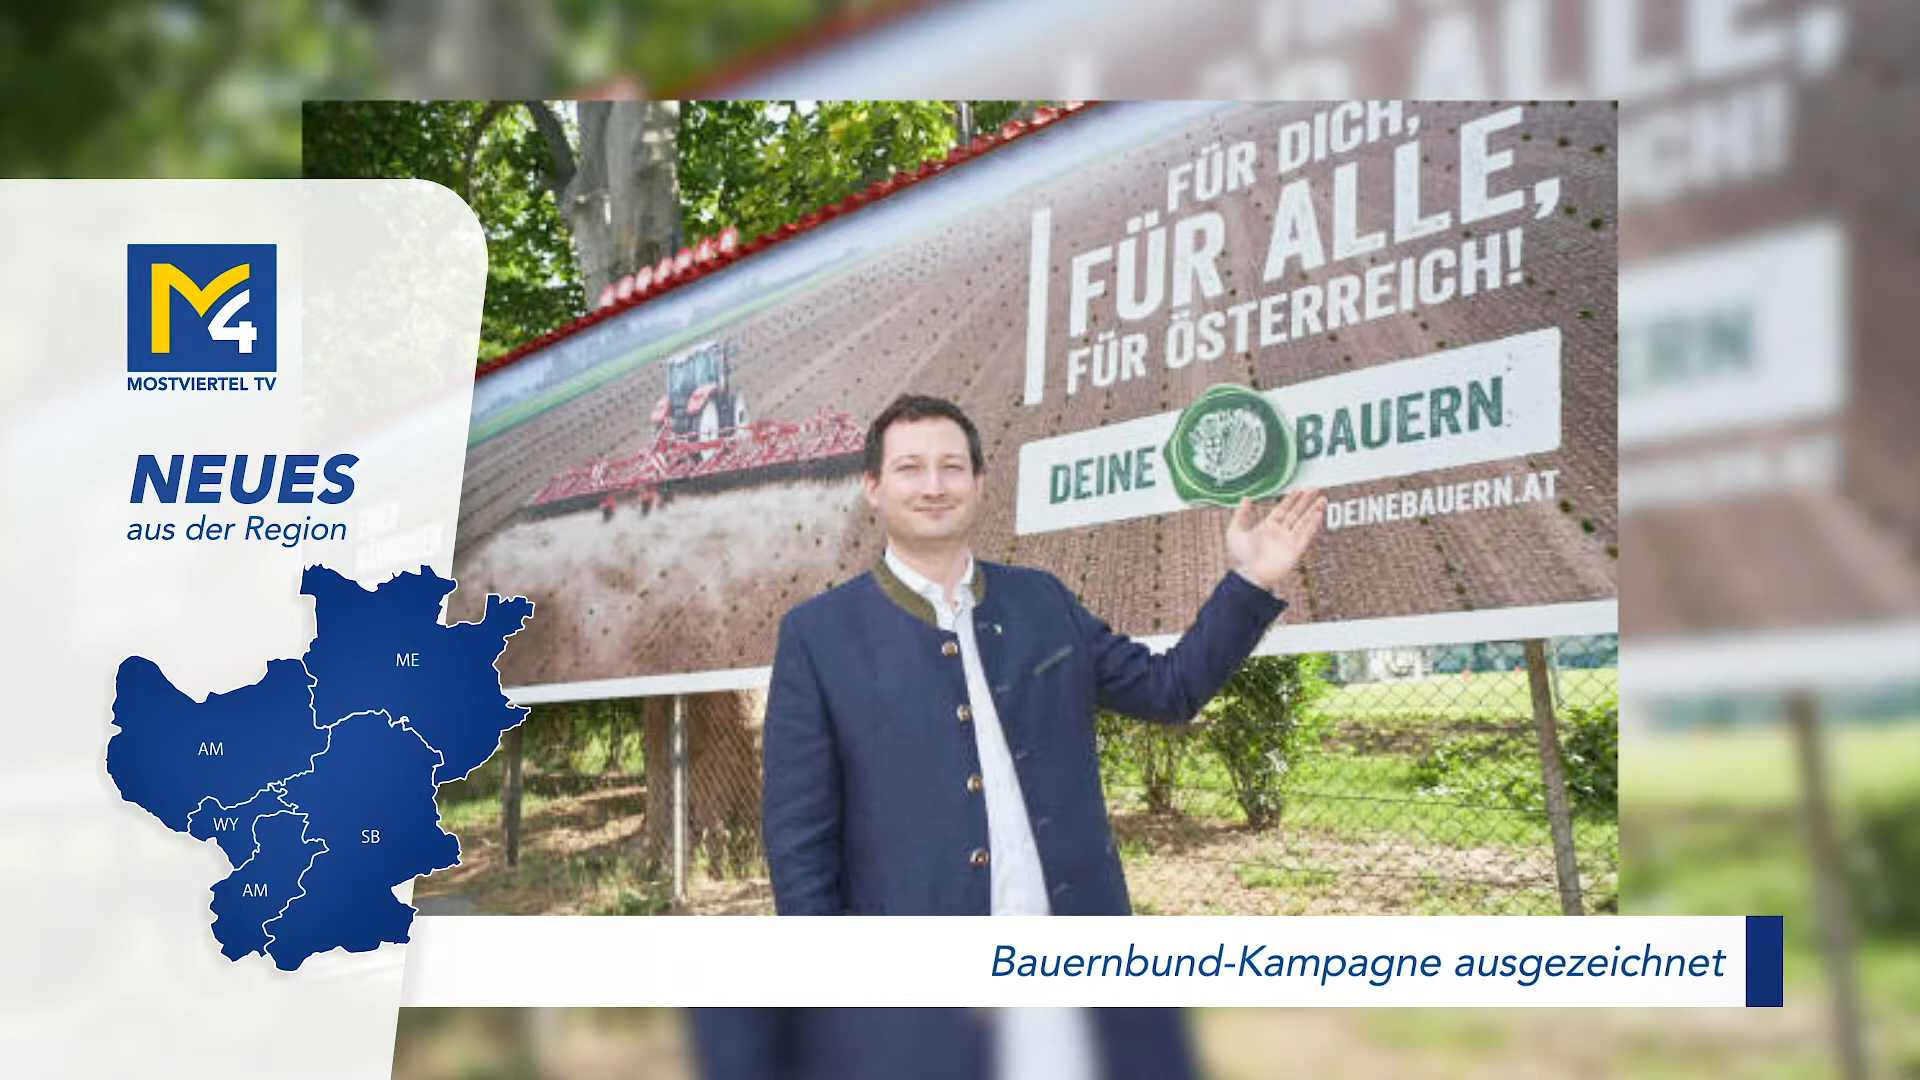 M4
MOSTVIERTEL TV
NEUES
aus der Region
ME
AM
WY
SB
AM
FÜR DICH,
FÜR ALLE,
FÜR ÖSTERREICH!
DEINE BAUERN
DEINEBAUERN.AT
Bauernbund-Kampagne ausgezeichnet